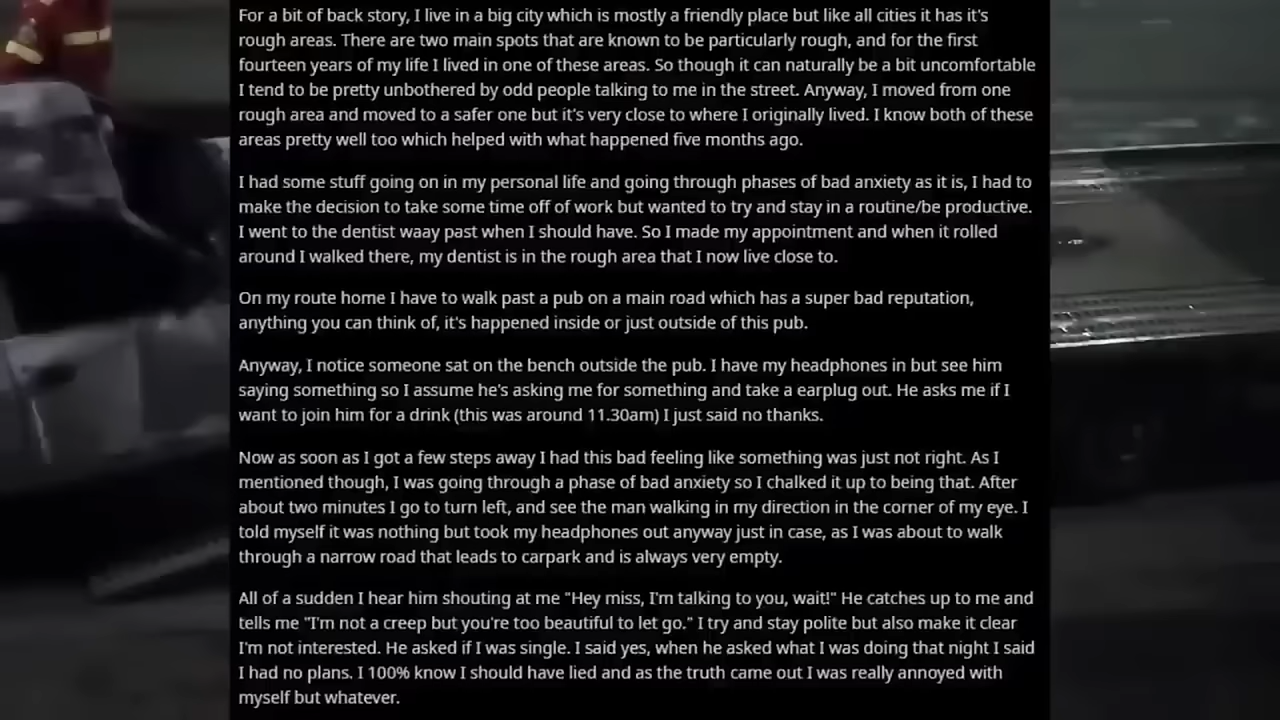 For a bit of back story, I live in a big city which is mostly a friendly place but like all cities it has it's
rough areas. There are two main spots that are known to be particularly rough, and for the first
fourteen years of my life I lived in one of these areas. So though it can naturally be a bit uncomfortable
I tend to be pretty unbothered by odd people talking to me in the street. Anyway, I moved from one
rough area and moved to a safer one but it's very close to where I originally lived. I know both of these
areas pretty well too which helped with what happened five months ago.
I had some stuff going on in my personal life and going through phases of bad anxiety as it is, I had to
make the decision to take some time off of work but wanted to try and stay in a routine/be productive.
I went to the dentist waay past when I should have. So I made my appointment and when it rolled
around I walked there, my dentist is in the rough area that I now live close to.
On my route home I have to walk past a pub on a main road which has a super bad reputation,
anything you can think of, it's happened inside or just outside of this pub.
Anyway, I notice someone sat on the bench outside the pub. I have my headphones in but see him
saying something so I assume he's asking me for something and take a earplug out. He asks me if I
want to join him for a drink (this was around 11.30am) I just said no thanks.
Now as soon as I got a few steps away I had this bad feeling like something was just not right. As I
mentioned though, I was going through a phase of bad anxiety so I chalked it up to being that. After
about two minutes I go to turn left, and see the man walking in my direction in the corner of my eye. I
told myself it was nothing but took my headphones out anyway just in case, as I was about to walk
through a narrow road that leads to carpark and is always very empty.
All of a sudden I hear him shouting at me "Hey miss, I'm talking to you, wait!" He catches up to me and
tells me "I'm not a creep but you're too beautiful to let go." I try and stay polite but also make it clear
I'm not interested. He asked if I was single. I said yes, when he asked what I was doing that night I said
I had no plans. I 100% know I should have lied and as the truth came out I was really annoyed with
myself but whatever.